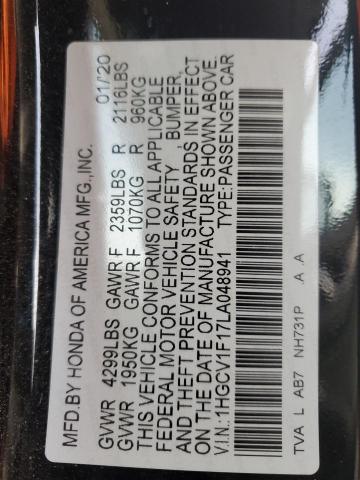 MFD.BY HONDA OF AMERICA MFG.,INC. 01/'20
GVWR 4299LBS GAWR F 2359LBS R 2116LBS
GVWR 1950KG GAWR F 1070KG R 960KG
THIS VEHICLE CONFORMS TO ALL APPLICABLE
FEDERAL MOTOR VEHICLE SAFETY, BUMPER,
AND THEFT PREVENTION STANDARDS IN EFFECT
ON THE DATE OF MANUFACTURE SHOWN ABOVE.
V.I.N.:1HGCV1F17LA048941 TYPE:PASSENGER CAR
TVA L AB7 NH731P A A